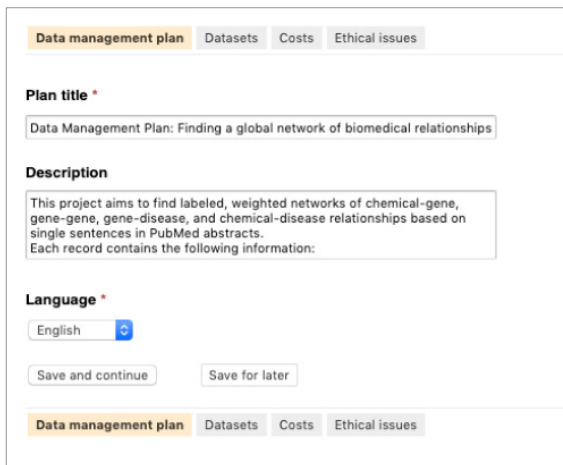 Data management plan Datasets Costs Ethical issues
Plan title *
Data Management Plan: Finding a global network of biomedical relationships
Description
This project aims to find labeled, weighted networks of chemical-gene,
gene-gene, gene-disease, and chemical-disease relationships based on
single sentences in PubMed abstracts.
Each record contains the following information:
Language *
English
Save and continue Save for later
Data management plan Datasets Costs Ethical issues